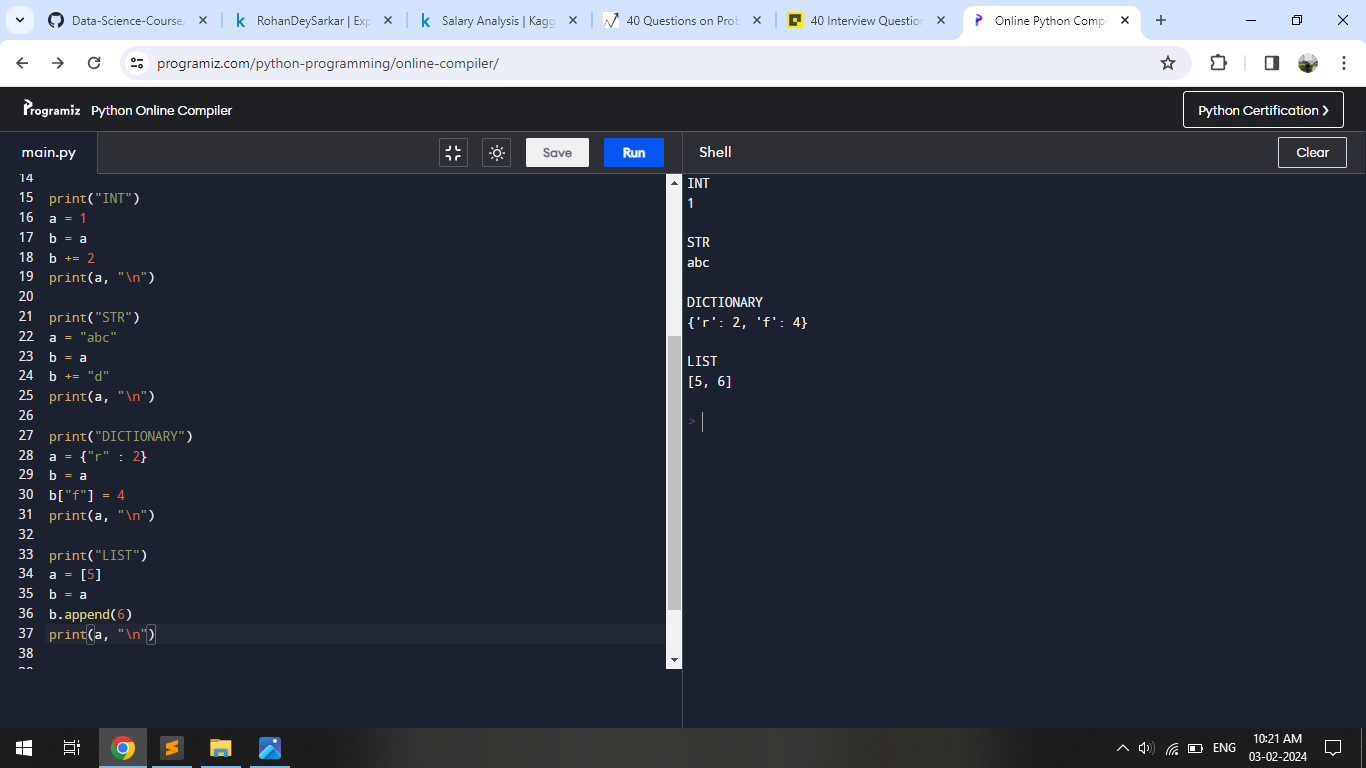 Data-Science-Course
RohanDeySarkar | Exp
Salary Analysis | Kagg
40 Questions on Prob
40 Interview Question
Online Python Compi
programiz.com/python-programming/online-compiler/
Programiz Python Online Compiler
Python Certification >
main.py
Save
Run
Shell
Clear
14
15 print("INT")
16 a = 1
17 b = a
18 b += 2
19 print(a, "\n")
20
21 print("STR")
22 a = "abc"
23 b = a
24 b += "d"
25 print(a, "\n")
26
27 print("DICTIONARY")
28 a = {"r" : 2}
29 b = a
30 b["f"] = 4
31 print(a, "\n")
32
33 print("LIST")
34 a = [5]
35 b = a
36 b.append(6)
37 print(a, "\n")
38
INT
1
STR
abc
DICTIONARY
{'r': 2, 'f': 4}
LIST
[5, 6]
>
ENG
10:21 AM
03-02-2024